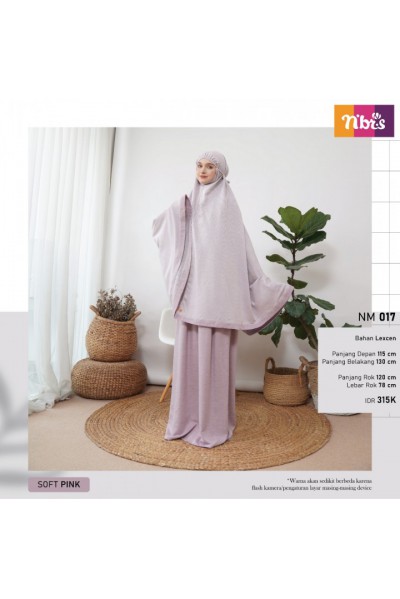 Nibr's
NM 017
Bahan Lexcen
Panjang Depan 115 cm
Panjang Belakang 130 cm
Panjang Rok 120 cm
Lebar Rok 78 cm
IDR 315K
SOFT PINK
*Warna akan sedikit berbeda karena
flash kamera/pengaturan layar masing-masing device